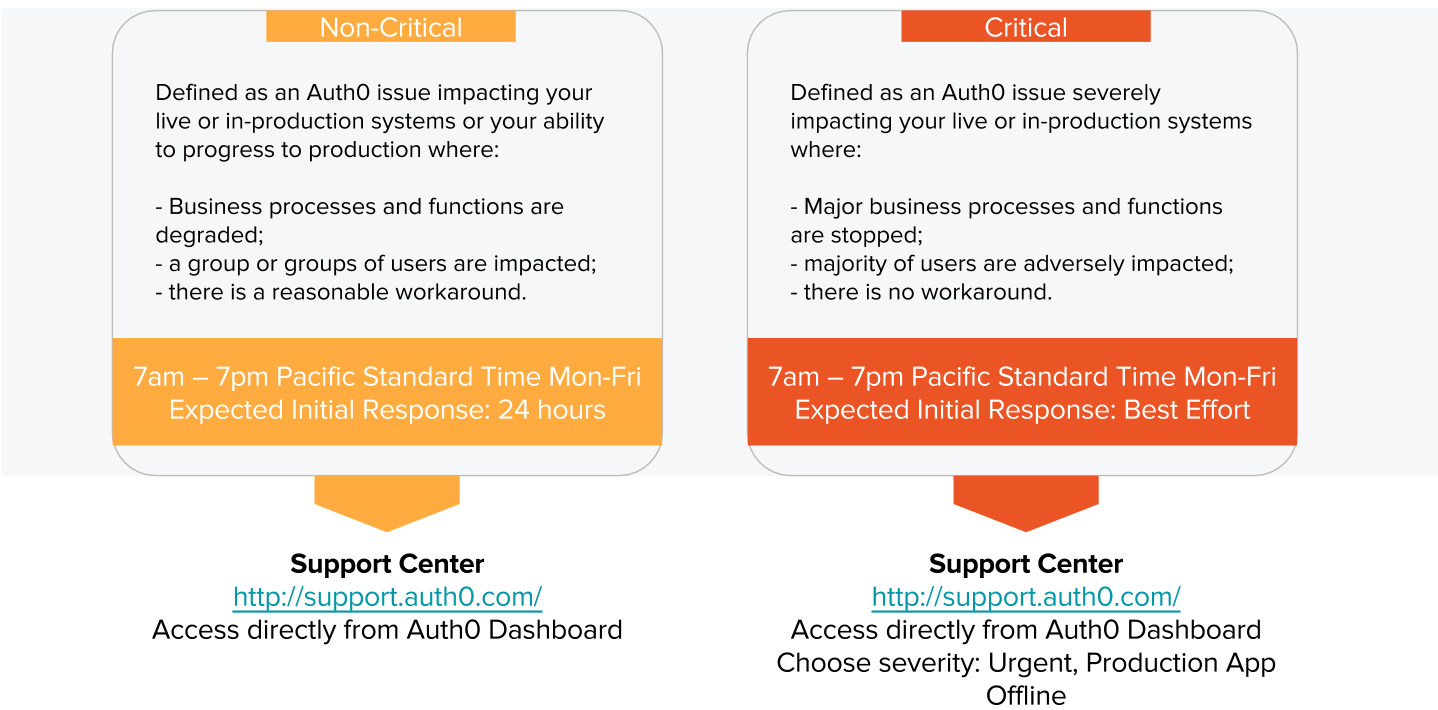 Non-Critical
Defined as an Auth0 issue impacting your
live or in-production systems or your ability
to progress to production where:
- Business processes and functions are
degraded;
- a group or groups of users are impacted;
- there is a reasonable workaround.
7am – 7pm Pacific Standard Time Mon-Fri
Expected Initial Response: 24 hours
Support Center
http://support.auth0.com/
Access directly from Auth0 Dashboard
Critical
Defined as an Auth0 issue severely
impacting your live or in-production systems
where:
- Major business processes and functions
are stopped;
- majority of users are adversely impacted;
- there is no workaround.
7am – 7pm Pacific Standard Time Mon-Fri
Expected Initial Response: Best Effort
Support Center
http://support.auth0.com/
Access directly from Auth0 Dashboard
Choose severity: Urgent, Production App
Offline